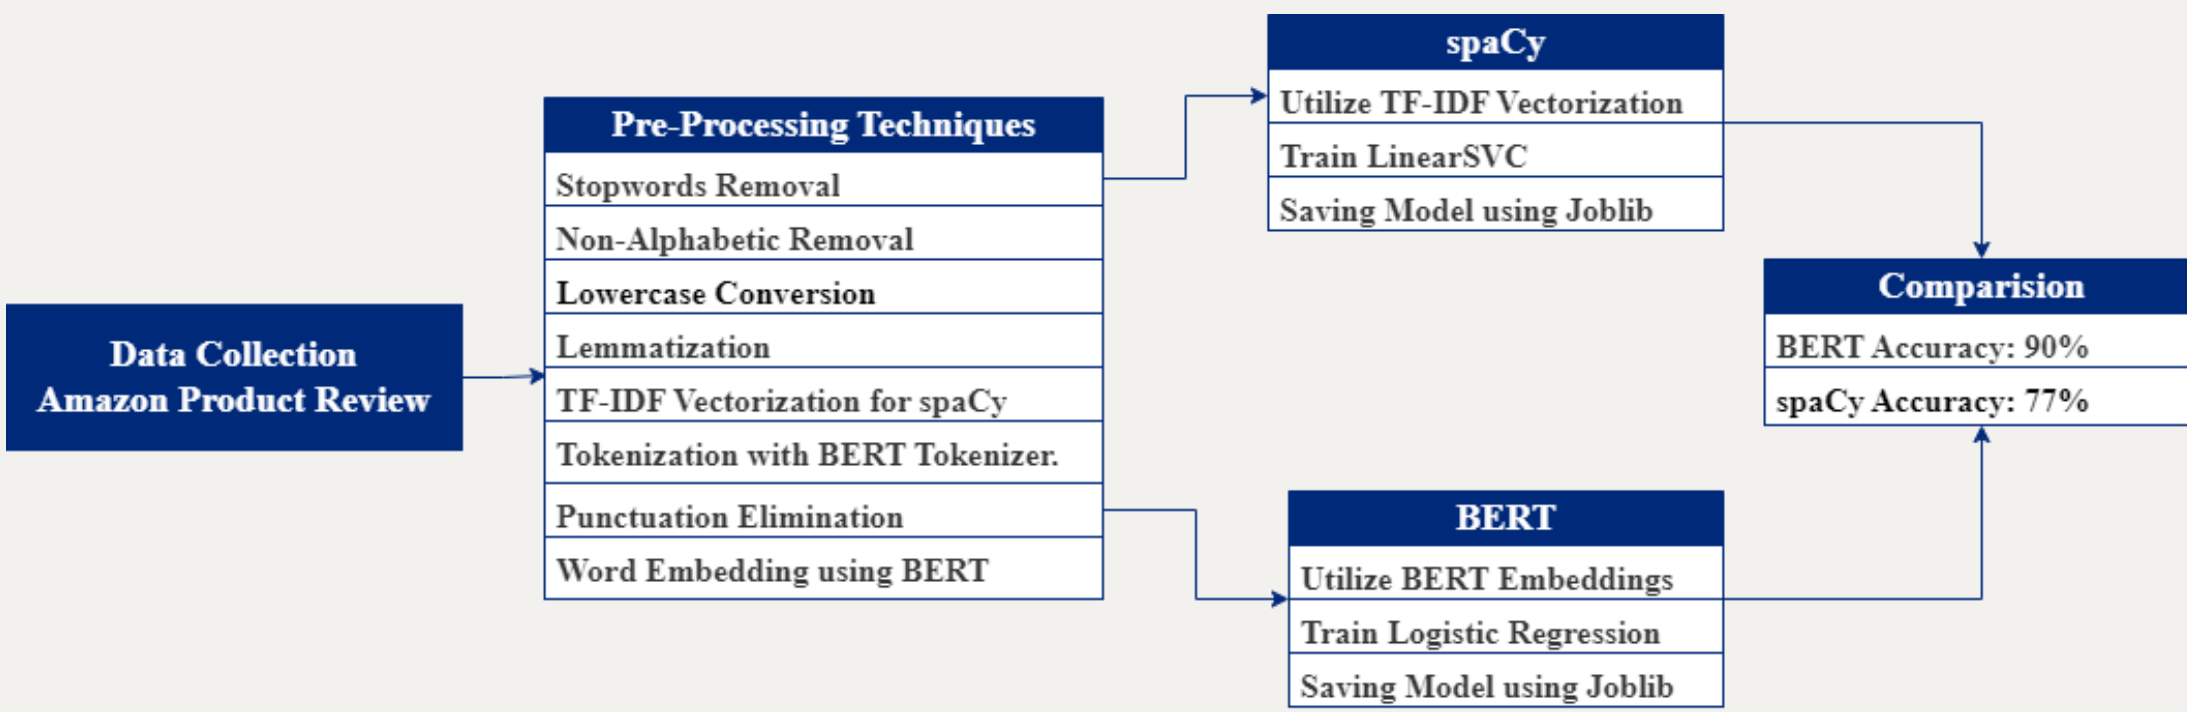 Data Collection
Amazon Product Review
Pre-Processing Techniques
Stopwords Removal
Non-Alphabetic Removal
Lowercase Conversion
Lemmatization
TF-IDF Vectorization for spaCy
Tokenization with BERT Tokenizer.
Punctuation Elimination
Word Embedding using BERT
spaCy
Utilize TF-IDF Vectorization
Train LinearSVC
Saving Model using Joblib
BERT
Utilize BERT Embeddings
Train Logistic Regression
Saving Model using Joblib
Comparision
BERT Accuracy: 90%
spaCy Accuracy: 77%